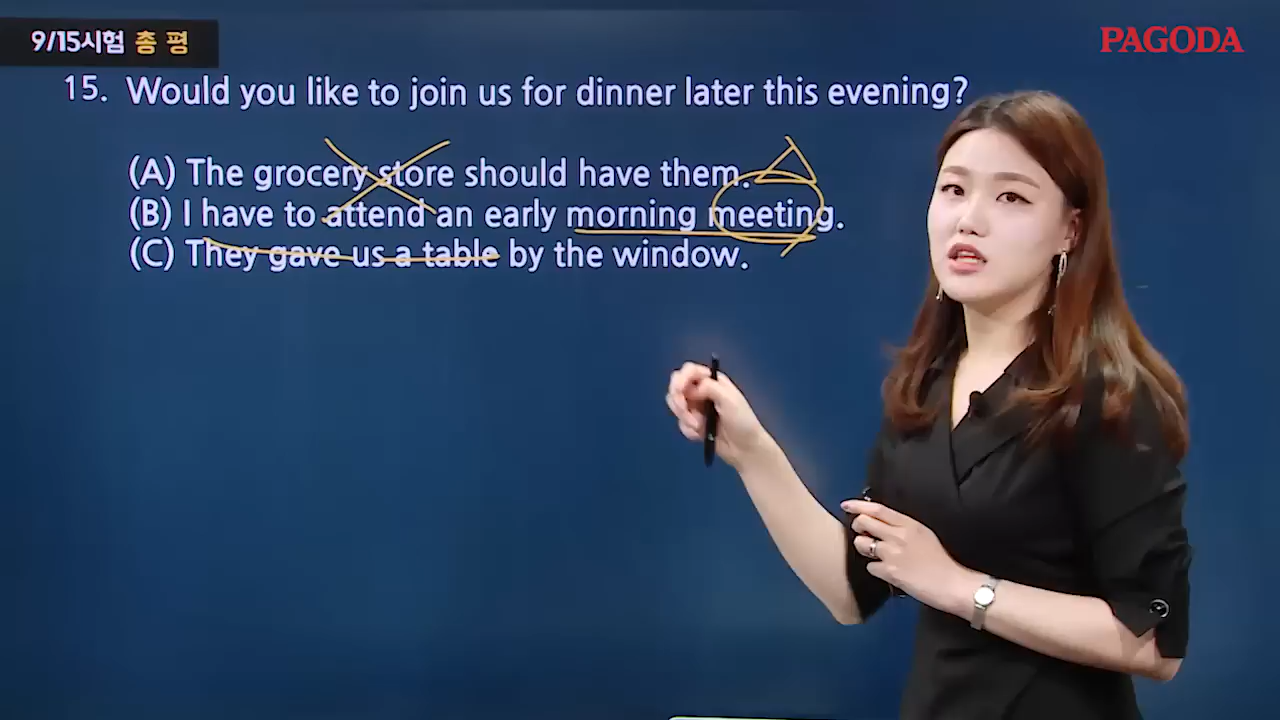 9/15시험 총평
PAGODA
15. Would you like to join us for dinner later this evening?
(A) The grocery store should have them.
(B) I have to attend an early morning meeting.
(C) They gave us a table by the window.